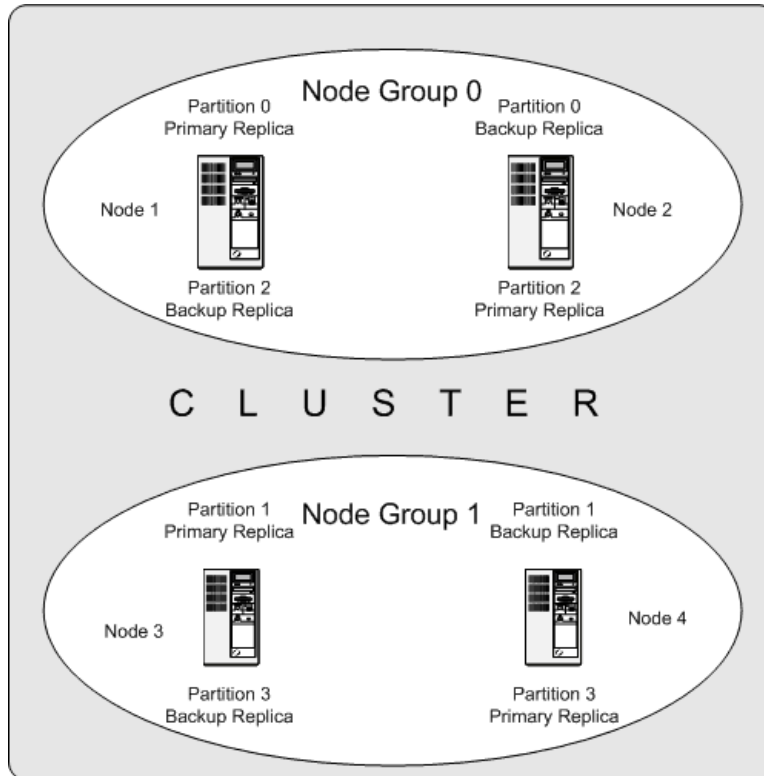 Node Group 0
Partition 0
Primary Replica
Partition 0
Backup Replica
Node 1
Node 2
Partition 2
Backup Replica
Partition 2
Primary Replica
C L U S T E R
Node Group 1
Partition 1
Primary Replica
Partition 1
Backup Replica
Node 3
Node 4
Partition 3
Backup Replica
Partition 3
Primary Replica